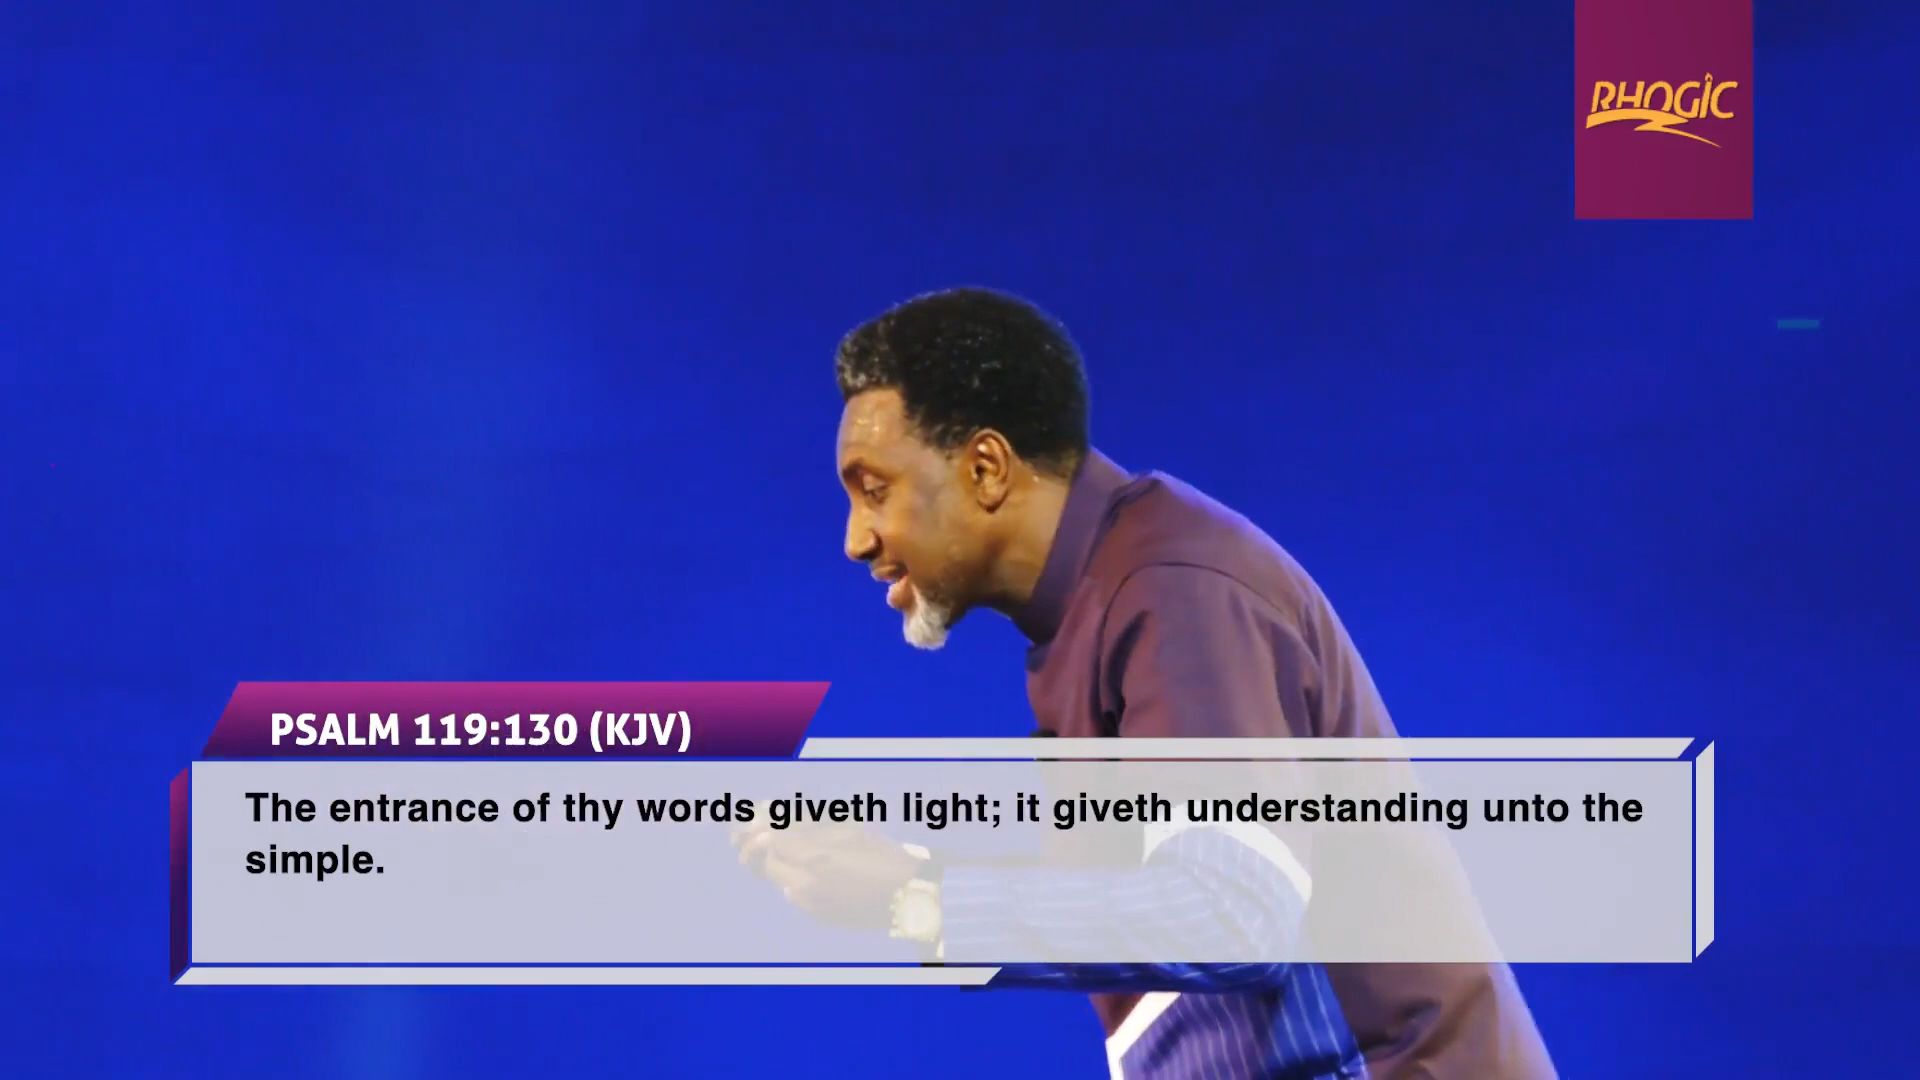 RHOGIC
PSALM 119:130 (KJV)
The entrance of thy words giveth light; it giveth understanding unto the
simple.